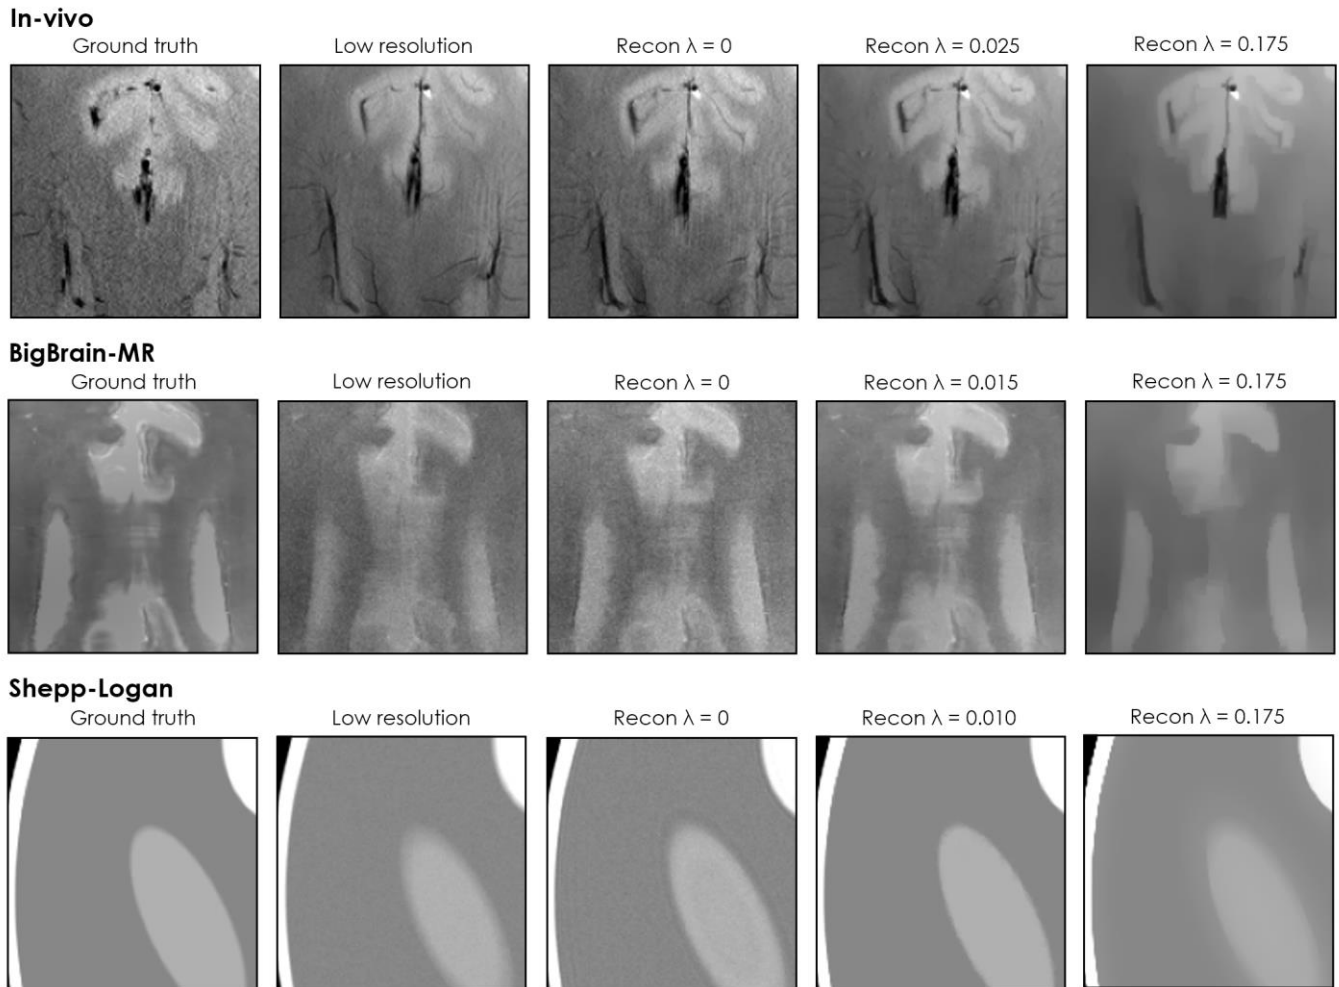 In-vivo
Ground truth Low resolution Recon λ = 0 Recon λ = 0.025 Recon λ = 0.175
BigBrain-MR
Ground truth Low resolution Recon λ = 0 Recon λ = 0.015 Recon λ = 0.175
Shepp-Logan
Ground truth Low resolution Recon λ = 0 Recon λ = 0.010 Recon λ = 0.175